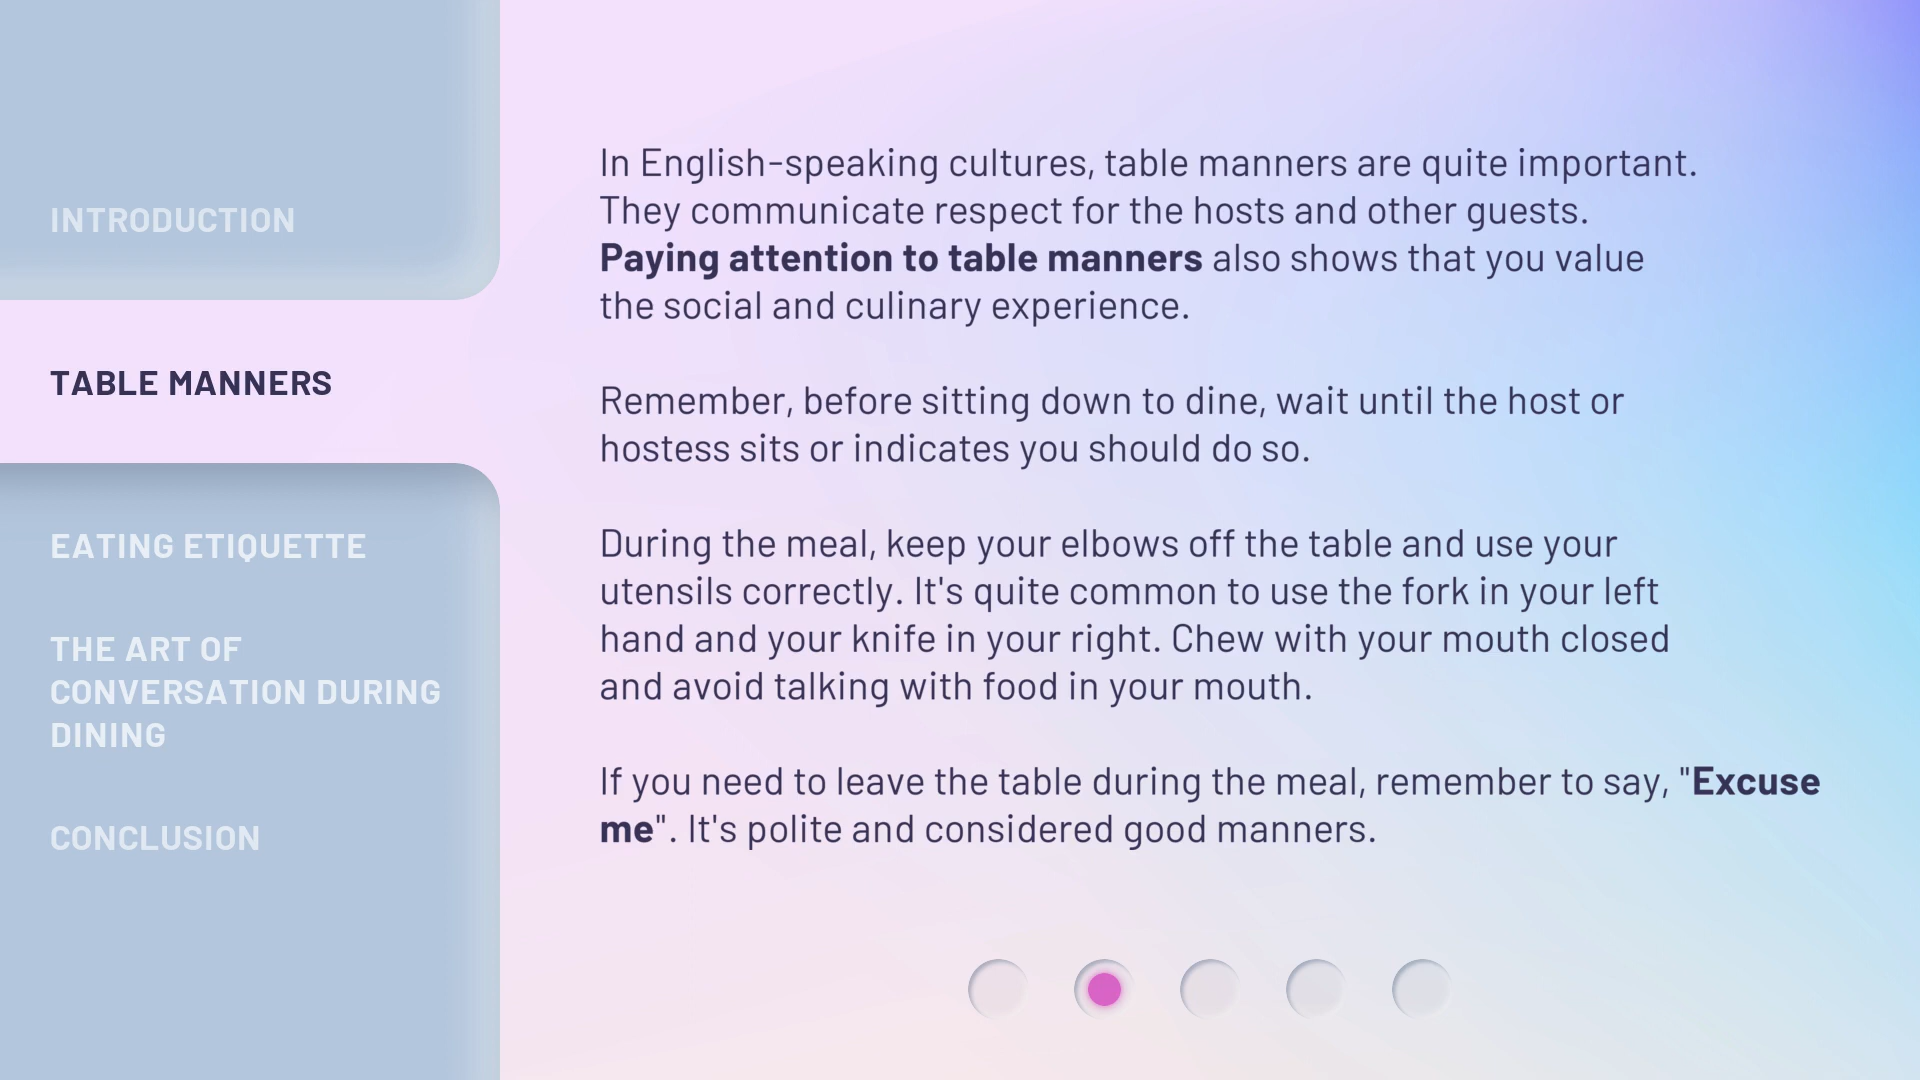 INTRODUCTION
TABLE MANNERS
EATING ETIQUETTE
THE ART OF
CONVERSATION DURING
DINING
CONCLUSION
In English-speaking cultures, table manners are quite important.
They communicate respect for the hosts and other guests.
Paying attention to table manners also shows that you value
the social and culinary experience.
Remember, before sitting down to dine, wait until the host or
hostess sits or indicates you should do so.
During the meal, keep your elbows off the table and use your
utensils correctly. It's quite common to use the fork in your left
hand and your knife in your right. Chew with your mouth closed
and avoid talking with food in your mouth.
If you need to leave the table during the meal, remember to say, "Excuse
me". It's polite and considered good manners.